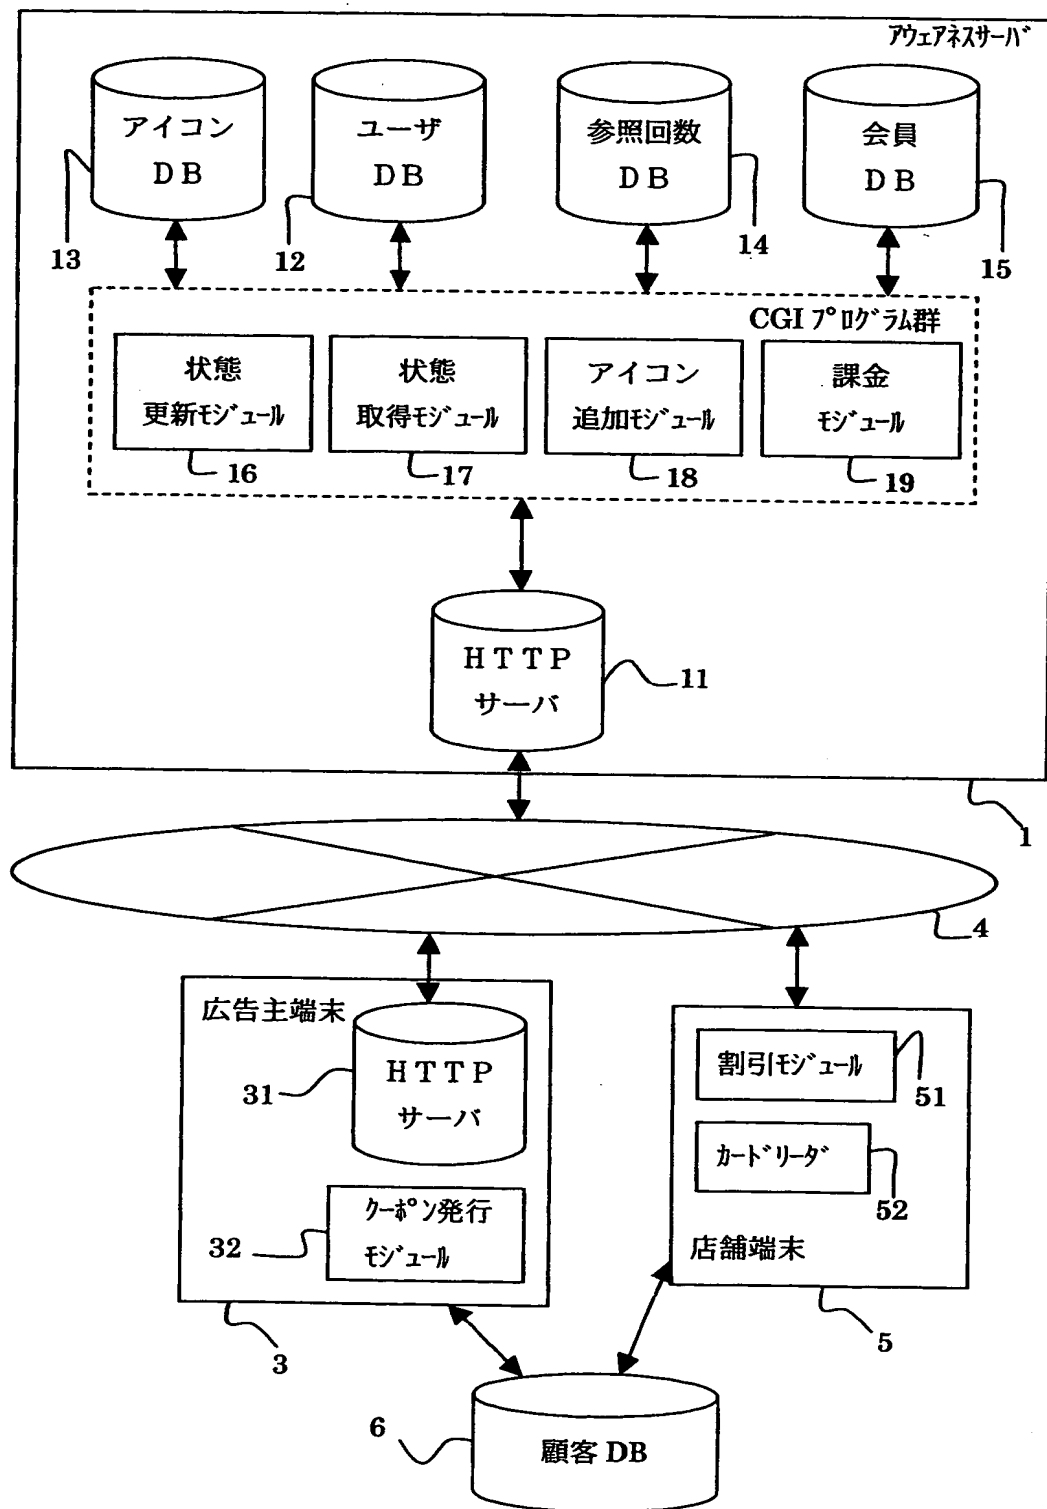 アウェアネスサーバ
アイコン
DB
ユーザ
DB
参照回数
DB
会員
DB
13
12
14
15
CGIプログラム群
状態
更新モジュール
状態
取得モジュール
アイコン
追加モジュール
課金
モジュール
16
17
18
19
HTTP
サーバ
11
1
4
広告主端末
HTTP
サーバ
31
クーポン発行
モジュール
32
3
割引モジュール
51
カードリーダ
52
店舗端末
5
6
顧客DB